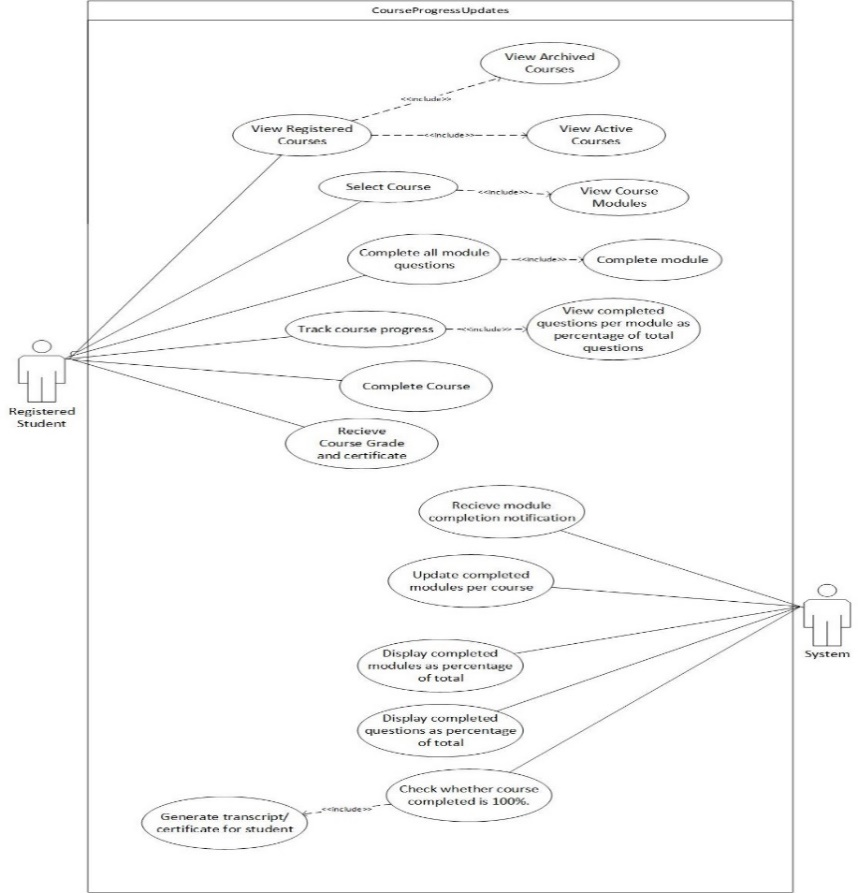 CourseProgressUpdates
View Archived
Courses
<<include>>
View Registered
Courses
<<include>>
View Active
Courses
Select Course
<<include>>
View Course
Modules
Complete all module
questions
<<include>>
Complete module
Track course progress
<<include>>
View completed
questions per module as
percentage of total
questions
Registered
Student
Complete Course
Recieve
Course Grade
and certificate
Recieve module
completion notification
Update completed
modules per course
System
Display completed
modules as percentage
of total
Display completed
questions as percentage
of total
Check whether course
completed is 100%.
<<include>>
Generate transcript/
certificate for student